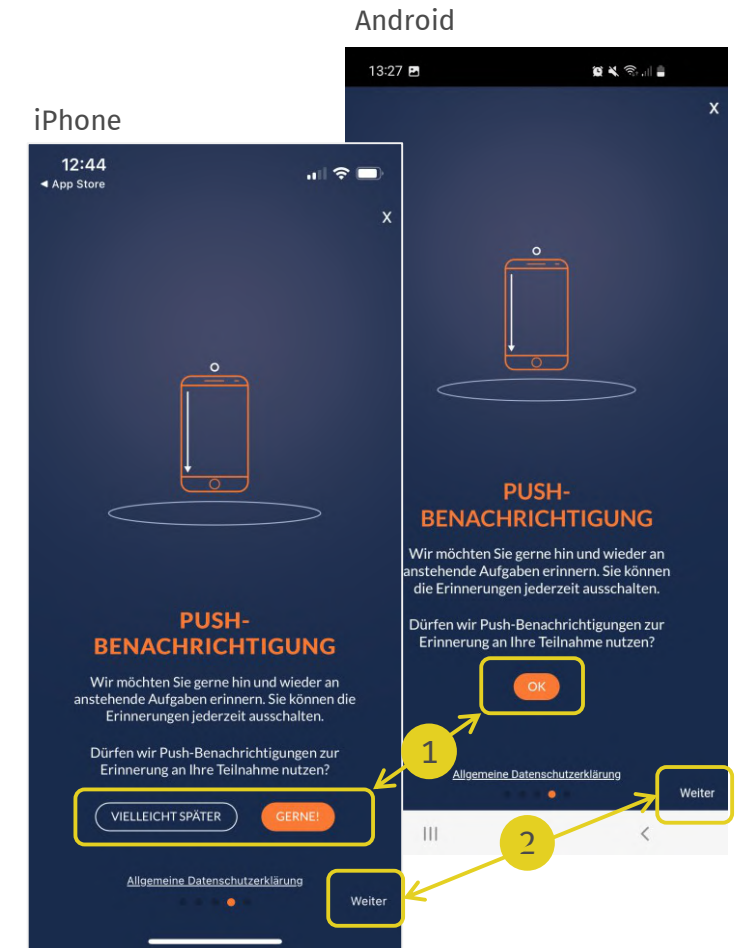 Android
13:27
X
PUSH-
BENACHRICHTIGUNG
Wir möchten Sie gerne hin und wieder an
anstehende Aufgaben erinnern. Sie können
die Erinnerungen jederzeit ausschalten.
Dürfen wir Push-Benachrichtigungen zur
Erinnerung an Ihre Teilnahme nutzen?
OK
Allgemeine Datenschutzerklärung
Weiter
iPhone
12:44
App Store
X
PUSH-
BENACHRICHTIGUNG
Wir möchten Sie gerne hin und wieder an
anstehende Aufgaben erinnern. Sie können die
Erinnerungen jederzeit ausschalten.
Dürfen wir Push-Benachrichtigungen zur
Erinnerung an Ihre Teilnahme nutzen?
VIELLEICHT SPÄTER GERNE!
Allgemeine Datenschutzerklärung
Weiter
1
2